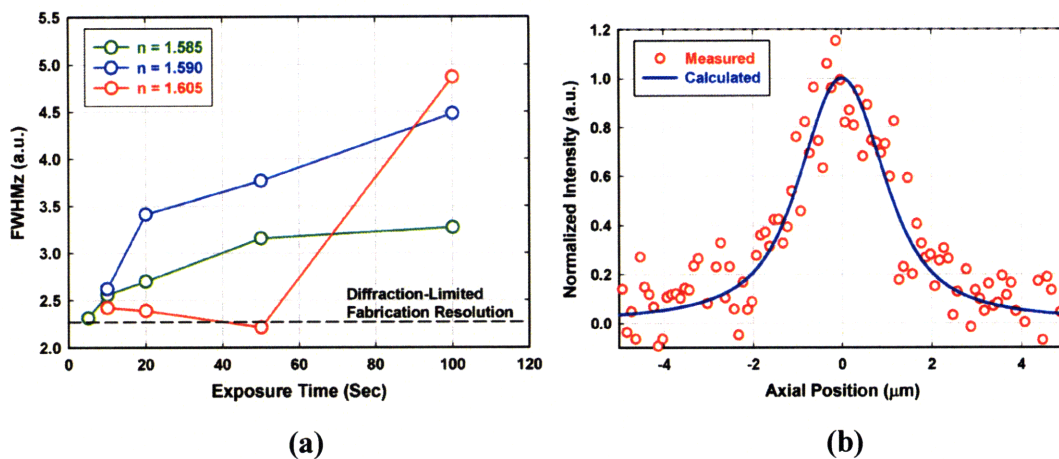 n = 1.585
n = 1.590
n = 1.605
FWHMz (a.u.)
5.0
4.5
4.0
3.5
3.0
2.5
2.0
Diffraction-Limited
Fabrication Resolution
0 20 40 60 80 100 120
Exposure Time (Sec)
(a)
Measured
Calculated
Normalized Intensity (a.u.)
1.2
1.0
0.8
0.6
0.4
0.2
0.0
-4 -2 0 2 4
Axial Position (μm)
(b)